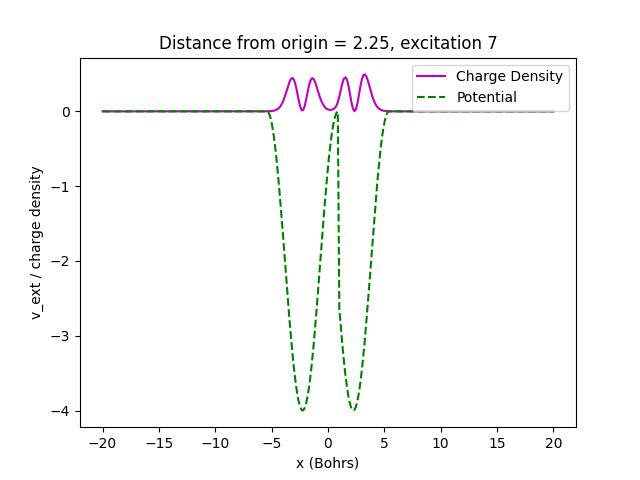 Distance from origin = 2.25, excitation 7
Charge Density
Potential
v_ext / charge density
0
−1
−2
−3
−4
−20
−15
−10
−5
0
5
10
15
20
x (Bohrs)